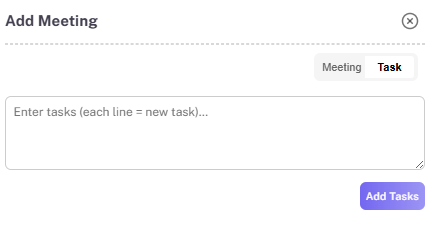 Add Meeting
Meeting Task
Enter tasks (each line = new task)...
Add Tasks